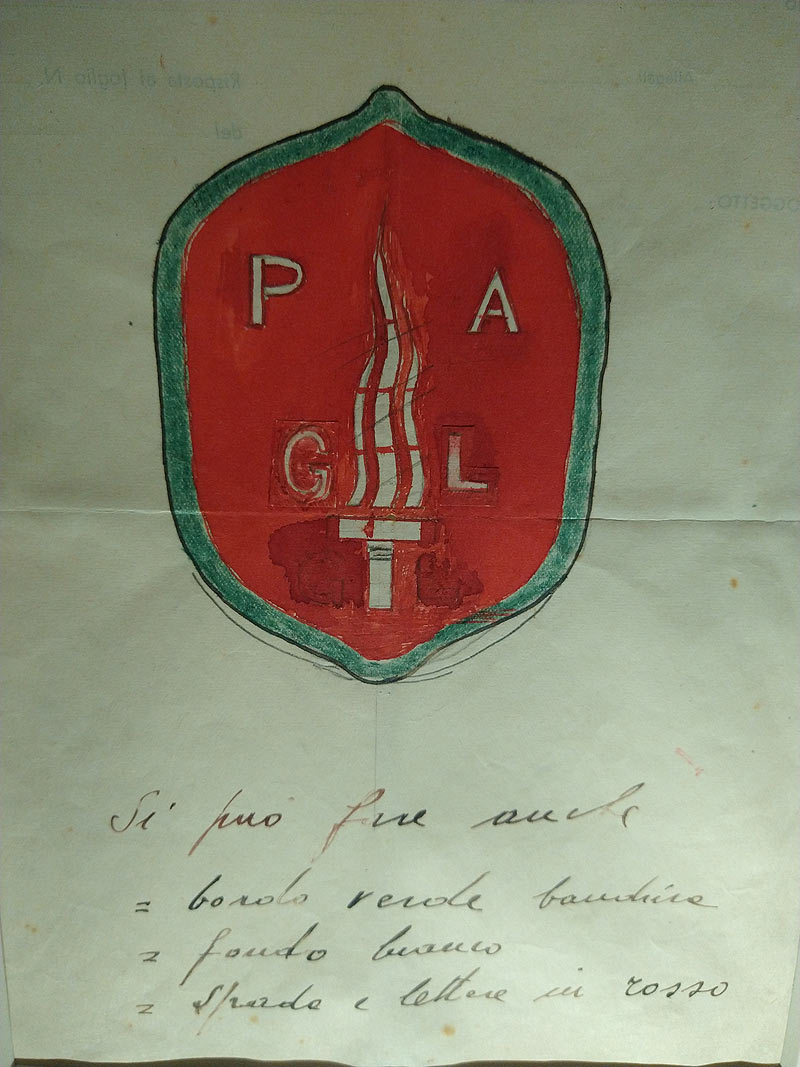 Risposta al foglio N.
Allegati
del
OGGETTO:
P A
G L
Si può fare anche
= bordo verde bandiera
= fondo bianco
= Spada e lettere in rosso